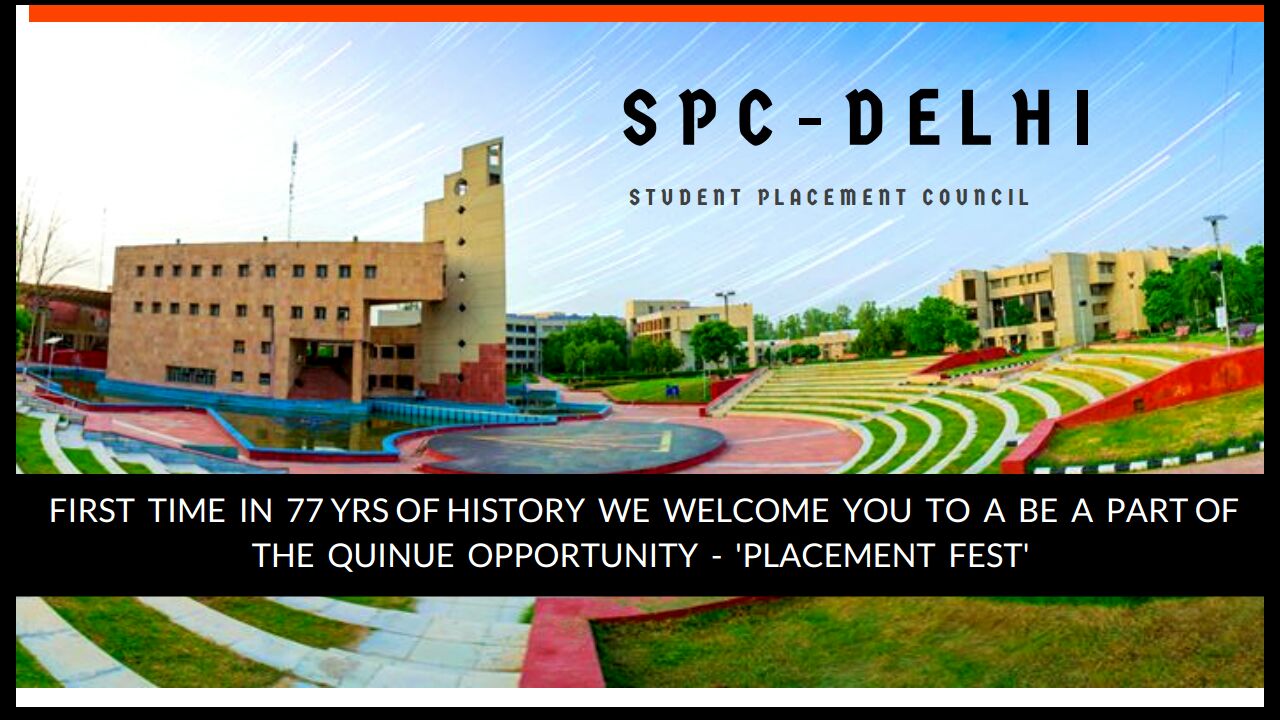 SPC-DELHI
STUDENT PLACEMENT COUNCIL
FIRST TIME IN 77 YRS OF HISTORY WE WELCOME YOU TO A BE A PART OF
THE QUINUE OPPORTUNITY - 'PLACEMENT FEST'